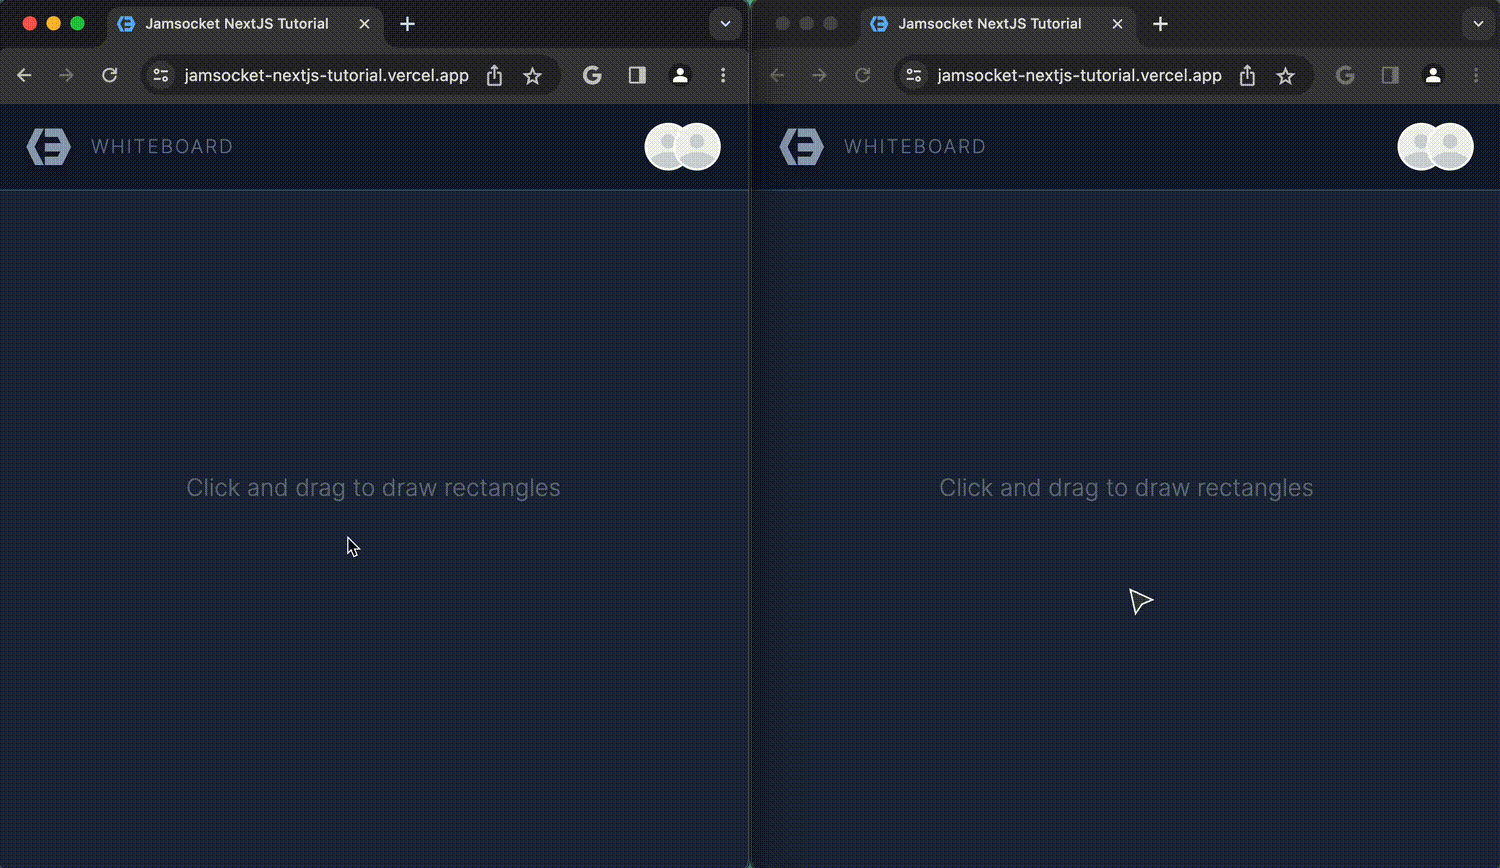 Jamsocket NextJS Tutorial
jamsocket-nextjs-tutorial.vercel.app
WHITEBOARD
Click and drag to draw rectangles
Jamsocket NextJS Tutorial
jamsocket-nextjs-tutorial.vercel.app
WHITEBOARD
Click and drag to draw rectangles